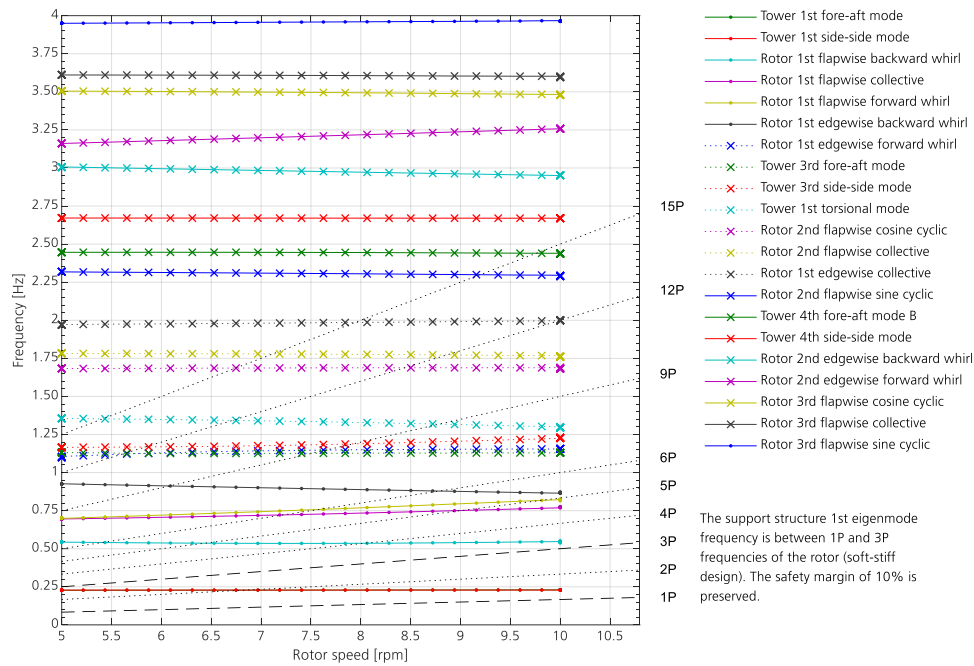 4
3.75
3.50
3.25
3
2.75
2.50
2.25
2
1.75
1.50
1.25
1
0.75
0.50
0.25
0
Frequency [Hz]
5
5.5
6
6.5
7
7.5
8
8.5
9
9.5
10
10.5
Rotor speed [rpm]
15P
12P
9P
6P
5P
4P
3P
2P
1P
Tower 1st fore-aft mode
Tower 1st side-side mode
Rotor 1st flapwise backward whirl
Rotor 1st flapwise collective
Rotor 1st flapwise forward whirl
Rotor 1st edgewise backward whirl
Rotor 1st edgewise forward whirl
Tower 3rd fore-aft mode
Tower 3rd side-side mode
Tower 1st torsional mode
Rotor 2nd flapwise cosine cyclic
Rotor 2nd flapwise collective
Rotor 1st edgewise collective
Rotor 2nd flapwise sine cyclic
Tower 4th fore-aft mode B
Tower 4th side-side mode
Rotor 2nd edgewise backward whirl
Rotor 2nd edgewise forward whirl
Rotor 3rd flapwise cosine cyclic
Rotor 3rd flapwise collective
Rotor 3rd flapwise sine cyclic
The support structure 1st eigenmode
frequency is between 1P and 3P
frequencies of the rotor (soft-stiff
design). The safety margin of 10% is
preserved.